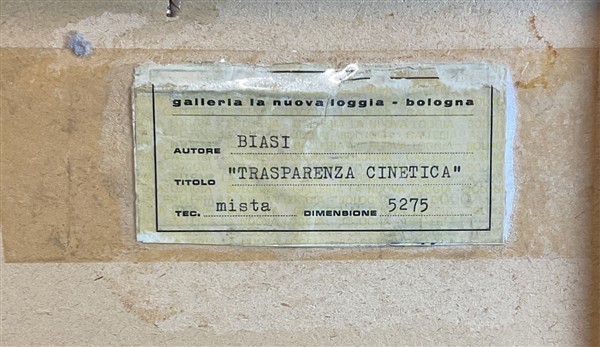 galleria la nuova loggia - bologna
AUTORE BIASI
TITOLO "TRASPARENZA CINETICA"
TEC. mista DIMENSIONE 5275